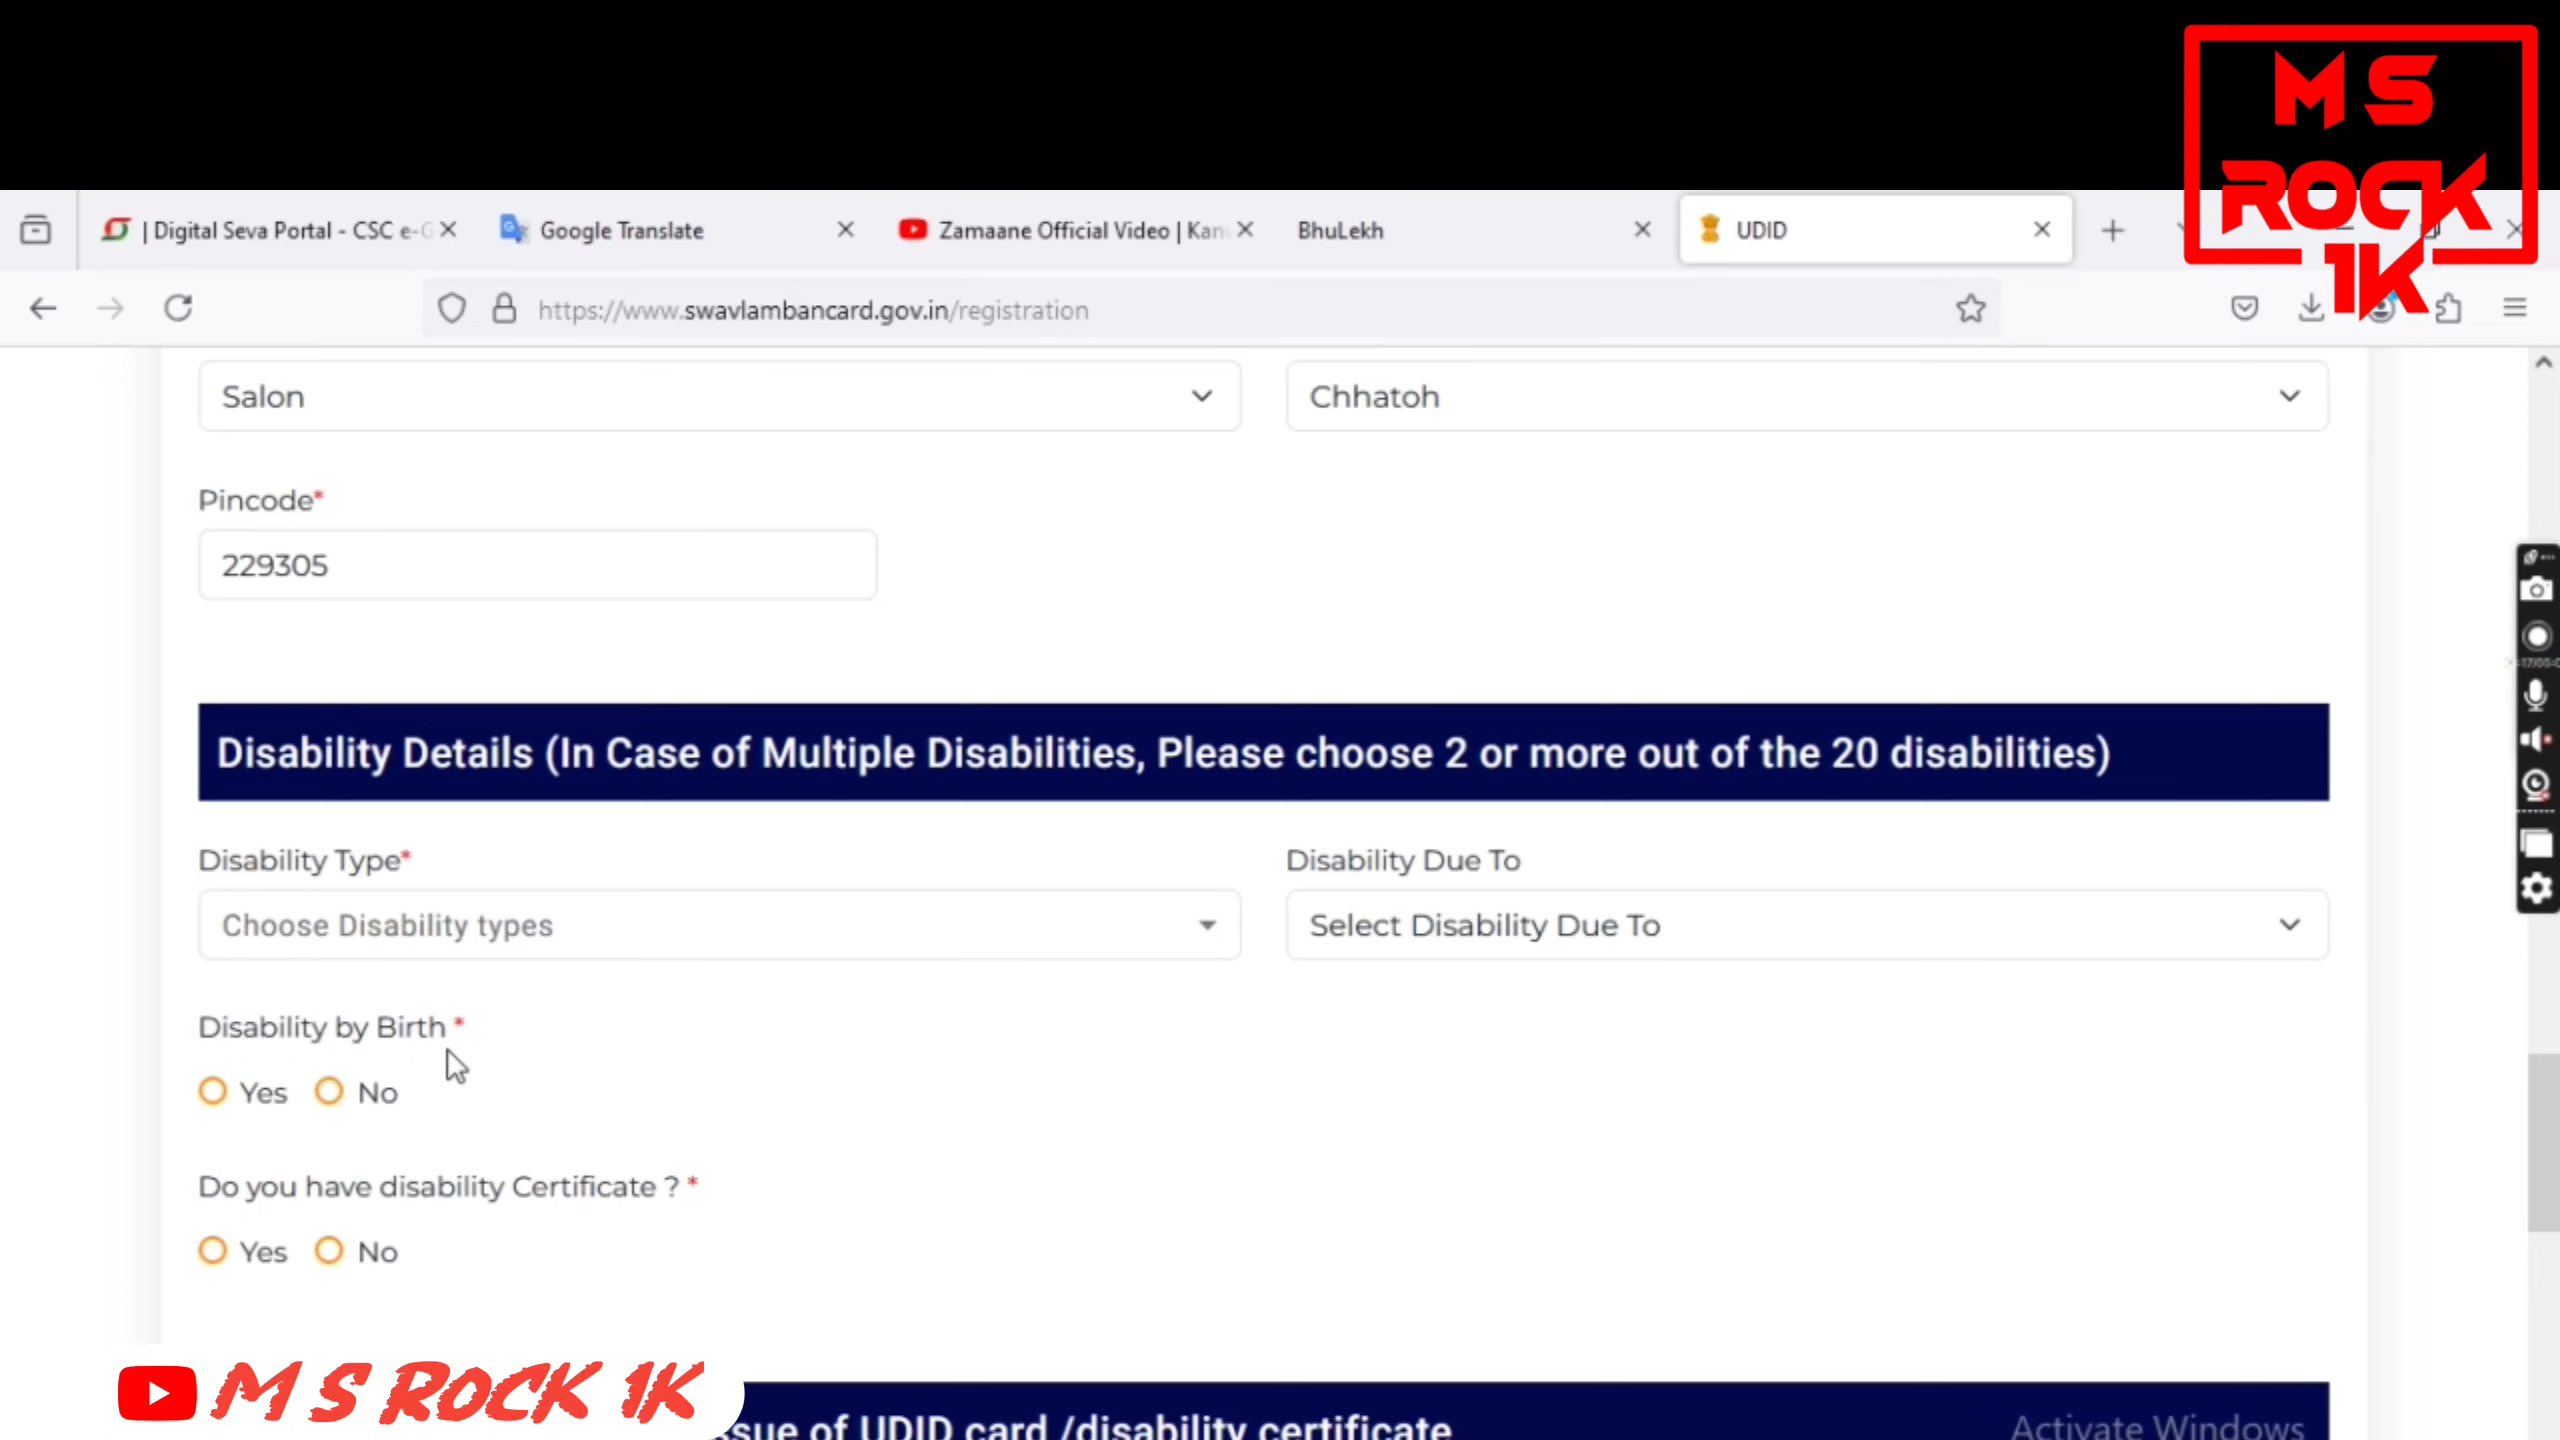 M S
ROCK
1K
| Digital Seva Portal - CSC e-G
Google Translate
Zamaane Official Video | Kan
BhuLekh
UDID
https://www.swavlambancard.gov.in/registration
Salon
Chhatoh
Pincode*
229305
Disability Details (In Case of Multiple Disabilities, Please choose 2 or more out of the 20 disabilities)
Disability Type*
Disability Due To
Choose Disability types
Select Disability Due To
Disability by Birth *
Yes No
Do you have disability Certificate ? *
Yes No
M S ROCK 1K
ssue of UDID card /disability certificate
Activate Windows